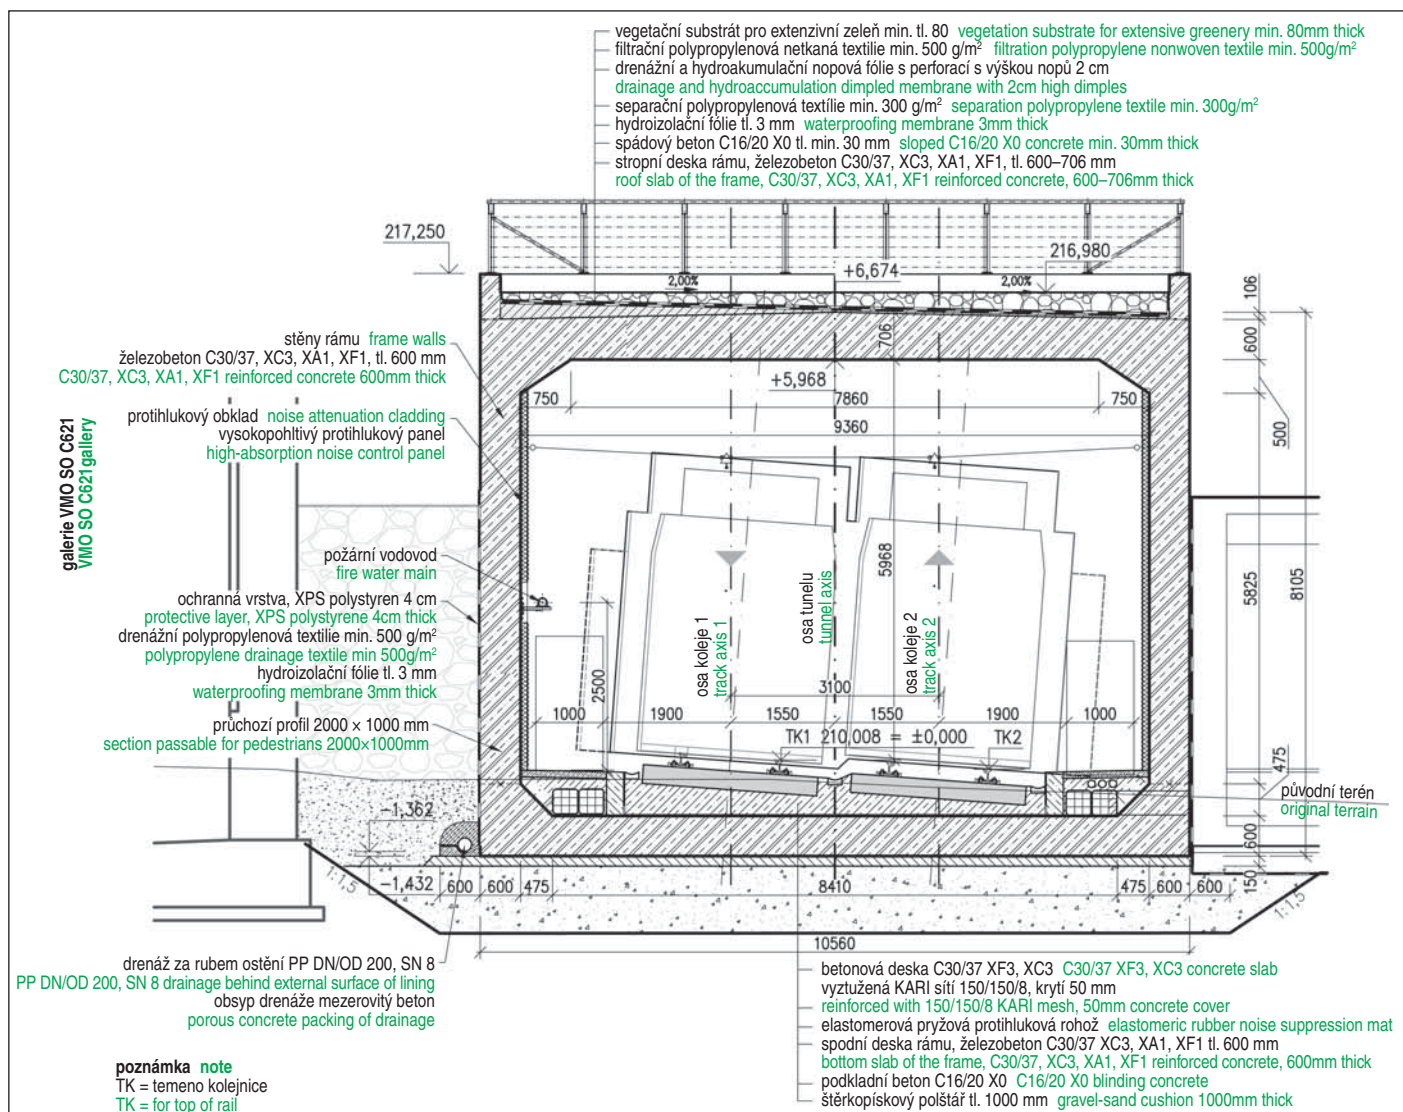 vegetační substrát pro extenzivní zeleň min. tl. 80 vegetation substrate for extensive greenery min. 80mm thick
filtrační polypropylenová netkaná textilie min. 500 g/m² filtration polypropylene nonwoven textile min. 500g/m²
drenážní a hydroakumulační nopová fólie s perforací s výškou nopů 2 cm
drainage and hydroaccumulation dimpled membrane with 2cm high dimples
separační polypropylenová textílie min. 300 g/m² separation polypropylene textile min. 300g/m²
hydroizolační fólie tl. 3 mm waterproofing membrane 3mm thick
spádový beton C16/20 X0 tl. min. 30 mm sloped C16/20 X0 concrete min. 30mm thick
stropní deska rámu, železobeton C30/37, XC3, XA1, XF1, tl. 600–706 mm
roof slab of the frame, C30/37, XC3, XA1, XF1 reinforced concrete, 600–706mm thick
217,250
216,980
+6,674
2,00%
2,00%
106
706
600
500
stěny rámu frame walls
železobeton C30/37, XC3, XA1, XF1, tl. 600 mm
C30/37, XC3, XA1, XF1 reinforced concrete 600mm thick
+5,968
750
7860
750
9360
protihlukový obklad noise attenuation cladding
vysokopohltivý protihlukový panel
high-absorption noise control panel
galerie VMO SO C621
VMO SO C621gallery
požární vodovod
fire water main
ochranná vrstva, XPS polystyren 4 cm
protective layer, XPS polystyrene 4cm thick
drenážní polypropylenová textilie min. 500 g/m²
polypropylene drainage textile min 500g/m²
hydroizolační fólie tl. 3 mm
waterproofing membrane 3mm thick
průchozí profil 2000 × 1000 mm
section passable for pedestrians 2000×1000mm
5968
5825
8105
osa koleje 1
track axis 1
osa tunelu
tunnel axis
osa koleje 2
track axis 2
2500
3100
1000
1900
1550
1550
1900
1000
TK1 210,008 = ±0,000
TK2
475
původní terén
original terrain
600
150
–1,362
–1,432
1:1,5
600
600
475
8410
475
600
600
1:1,5
10560
drenáž za rubem ostění PP DN/OD 200, SN 8
PP DN/OD 200, SN 8 drainage behind external surface of lining
obsyp drenáže mezerovitý beton
porous concrete packing of drainage
betonová deska C30/37 XF3, XC3 C30/37 XF3, XC3 concrete slab
vyztužená KARI sítí 150/150/8, krytí 50 mm
reinforced with 150/150/8 KARI mesh, 50mm concrete cover
elastomerová pryžová protihluková rohož elastomeric rubber noise suppression mat
spodní deska rámu, železobeton C30/37 XC3, XA1, XF1 tl. 600 mm
bottom slab of the frame, C30/37, XC3, XA1, XF1 reinforced concrete, 600mm thick
podkladní beton C16/20 X0 C16/20 X0 blinding concrete
štěrkopískový polštář tl. 1000 mm gravel-sand cushion 1000mm thick
poznámka note
TK = temeno kolejnice
TK = for top of rail